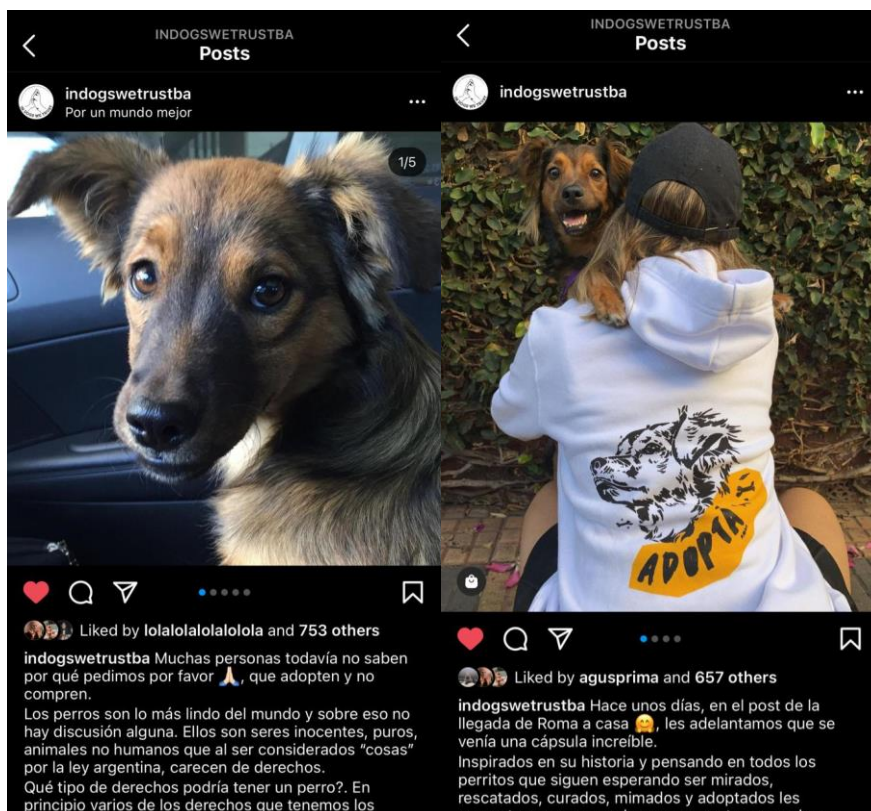 INDOGSWETRUSTBA
Posts
indogswetrustba
Por un mundo mejor
1/5
Liked by lolalolalolalolola and 753 others
indogswetrustba Muchas personas todavía no saben
por qué pedimos por favor 🙏🏻, que adopten y no
compren.
Los perros son lo más lindo del mundo y sobre eso no
hay discusión alguna. Ellos son seres inocentes, puros,
animales no humanos que al ser considerados “cosas”
por la ley argentina, carecen de derechos.
Qué tipo de derechos podría tener un perro?. En
principio varios de los derechos que tenemos los
INDOGSWETRUSTBA
Posts
indogswetrustba
ADOPTÁ
Liked by agusprima and 657 others
indogswetrustba Hace unos días, en el post de la
llegada de Roma a casa 🤗, les adelantamos que se
venía una cápsula increíble.
Inspirados en su historia y pensando en todos los
perritos que siguen esperando ser mirados,
rescatados, curados, mimados y adoptados les